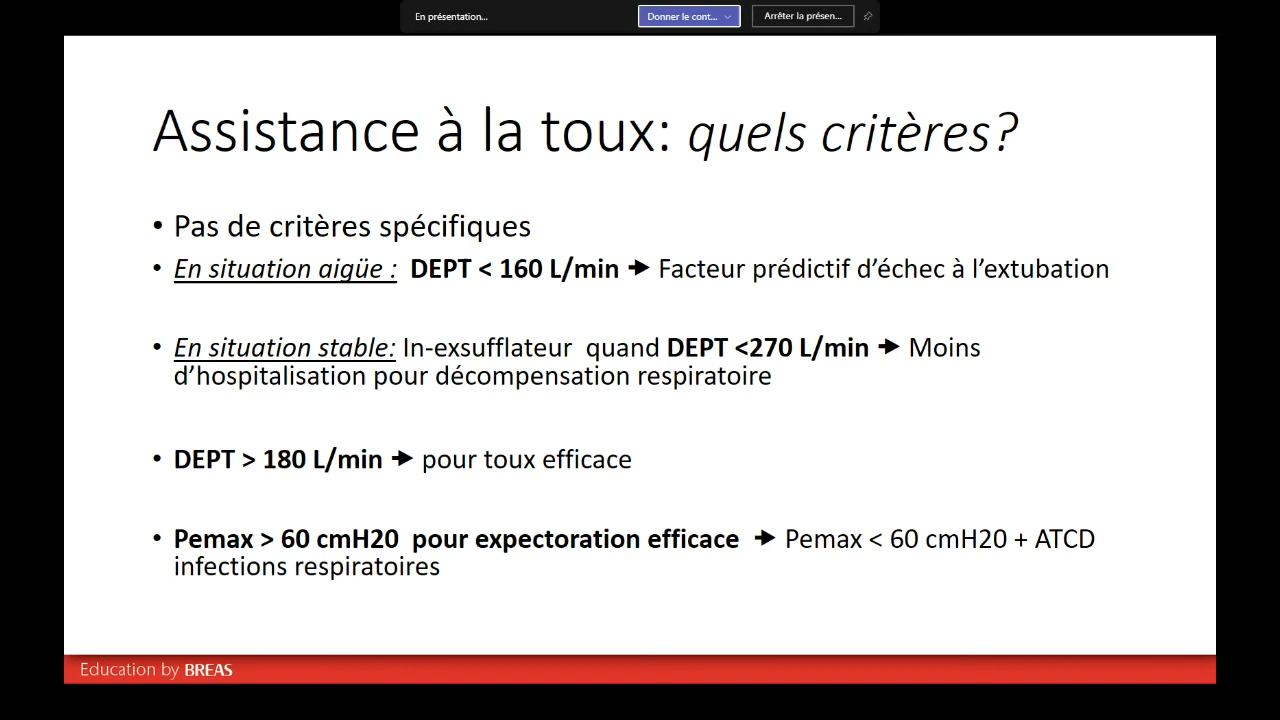 En présentation...
Donner le cont...
Arrêter la présen...
Assistance à la toux: quels critères?
• Pas de critères spécifiques
• En situation aigüe : DEPT < 160 L/min 🡺 Facteur prédictif d’échec à l’extubation
• En situation stable: In-exsufflateur quand DEPT <270 L/min 🡺 Moins
d’hospitalisation pour décompensation respiratoire
• DEPT > 180 L/min 🡺 pour toux efficace
• Pemax > 60 cmH20 pour expectoration efficace 🡺 Pemax < 60 cmH20 + ATCD
infections respiratoires
Education by BREAS